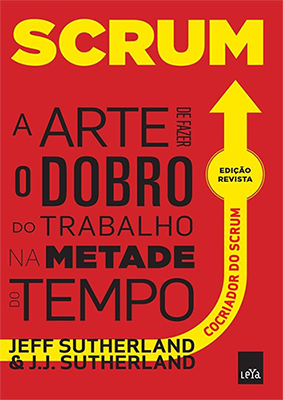 SCRUM
A ARTE
DE FAZER
O DOBRO
DO TRABALHO
NA METADE
DO TEMPO
EDIÇÃO
REVISTA
COCRIADOR DO SCRUM
JEFF SUTHERLAND
& J.J. SUTHERLAND
LeYa